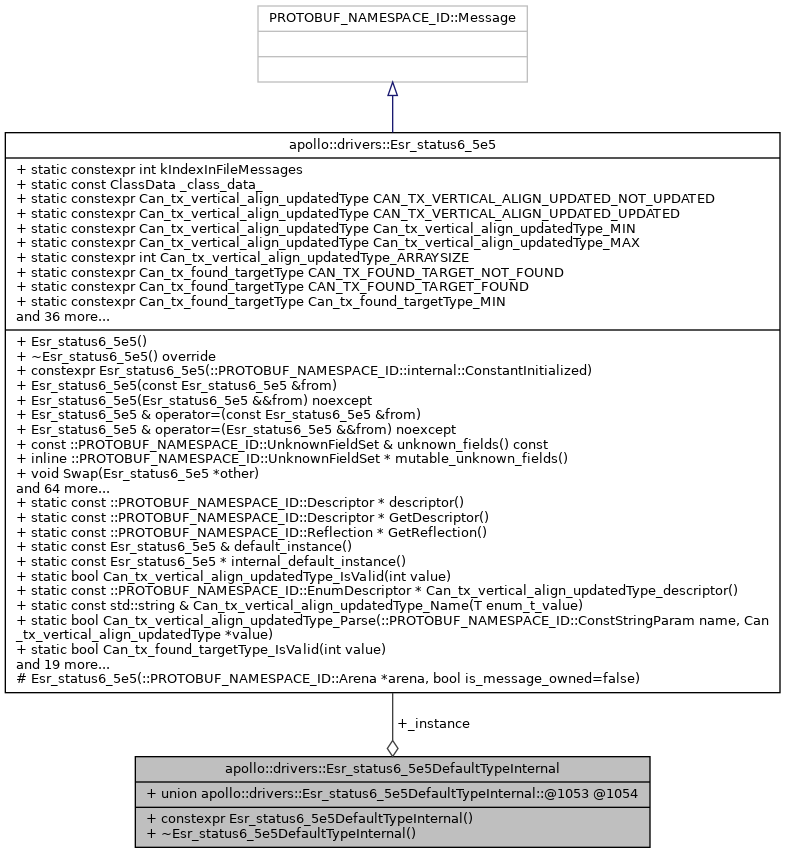 PROTOBUF_NAMESPACE_ID::Message
apollo::drivers::Esr_status6_5e5
+ static constexpr int kIndexInFileMessages
+ static const ClassData _class_data_
+ static constexpr Can_tx_vertical_align_updatedType CAN_TX_VERTICAL_ALIGN_UPDATED_NOT_UPDATED
+ static constexpr Can_tx_vertical_align_updatedType CAN_TX_VERTICAL_ALIGN_UPDATED_UPDATED
+ static constexpr Can_tx_vertical_align_updatedType Can_tx_vertical_align_updatedType_MIN
+ static constexpr Can_tx_vertical_align_updatedType Can_tx_vertical_align_updatedType_MAX
+ static constexpr int Can_tx_vertical_align_updatedType_ARRAYSIZE
+ static constexpr Can_tx_found_targetType CAN_TX_FOUND_TARGET_NOT_FOUND
+ static constexpr Can_tx_found_targetType CAN_TX_FOUND_TARGET_FOUND
+ static constexpr Can_tx_found_targetType Can_tx_found_targetType_MIN
and 36 more...
+ Esr_status6_5e5()
+ ~Esr_status6_5e5() override
+ constexpr Esr_status6_5e5(::PROTOBUF_NAMESPACE_ID::internal::ConstantInitialized)
+ Esr_status6_5e5(const Esr_status6_5e5 &from)
+ Esr_status6_5e5(Esr_status6_5e5 &&from) noexcept
+ Esr_status6_5e5 & operator=(const Esr_status6_5e5 &from)
+ Esr_status6_5e5 & operator=(Esr_status6_5e5 &&from) noexcept
+ const ::PROTOBUF_NAMESPACE_ID::UnknownFieldSet & unknown_fields() const
+ inline ::PROTOBUF_NAMESPACE_ID::UnknownFieldSet * mutable_unknown_fields()
+ void Swap(Esr_status6_5e5 *other)
and 64 more...
+ static const ::PROTOBUF_NAMESPACE_ID::Descriptor * descriptor()
+ static const ::PROTOBUF_NAMESPACE_ID::Descriptor * GetDescriptor()
+ static const ::PROTOBUF_NAMESPACE_ID::Reflection * GetReflection()
+ static const Esr_status6_5e5 & default_instance()
+ static const Esr_status6_5e5 * internal_default_instance()
+ static bool Can_tx_vertical_align_updatedType_IsValid(int value)
+ static const ::PROTOBUF_NAMESPACE_ID::EnumDescriptor * Can_tx_vertical_align_updatedType_descriptor()
+ static const std::string & Can_tx_vertical_align_updatedType_Name(T enum_t_value)
+ static bool Can_tx_vertical_align_updatedType_Parse(::PROTOBUF_NAMESPACE_ID::ConstStringParam name, Can
_tx_vertical_align_updatedType *value)
+ static bool Can_tx_found_targetType_IsValid(int value)
and 19 more...
# Esr_status6_5e5(::PROTOBUF_NAMESPACE_ID::Arena *arena, bool is_message_owned=false)
+_instance
apollo::drivers::Esr_status6_5e5DefaultTypeInternal
+ union apollo::drivers::Esr_status6_5e5DefaultTypeInternal::@1053 @1054
+ constexpr Esr_status6_5e5DefaultTypeInternal()
+ ~Esr_status6_5e5DefaultTypeInternal()